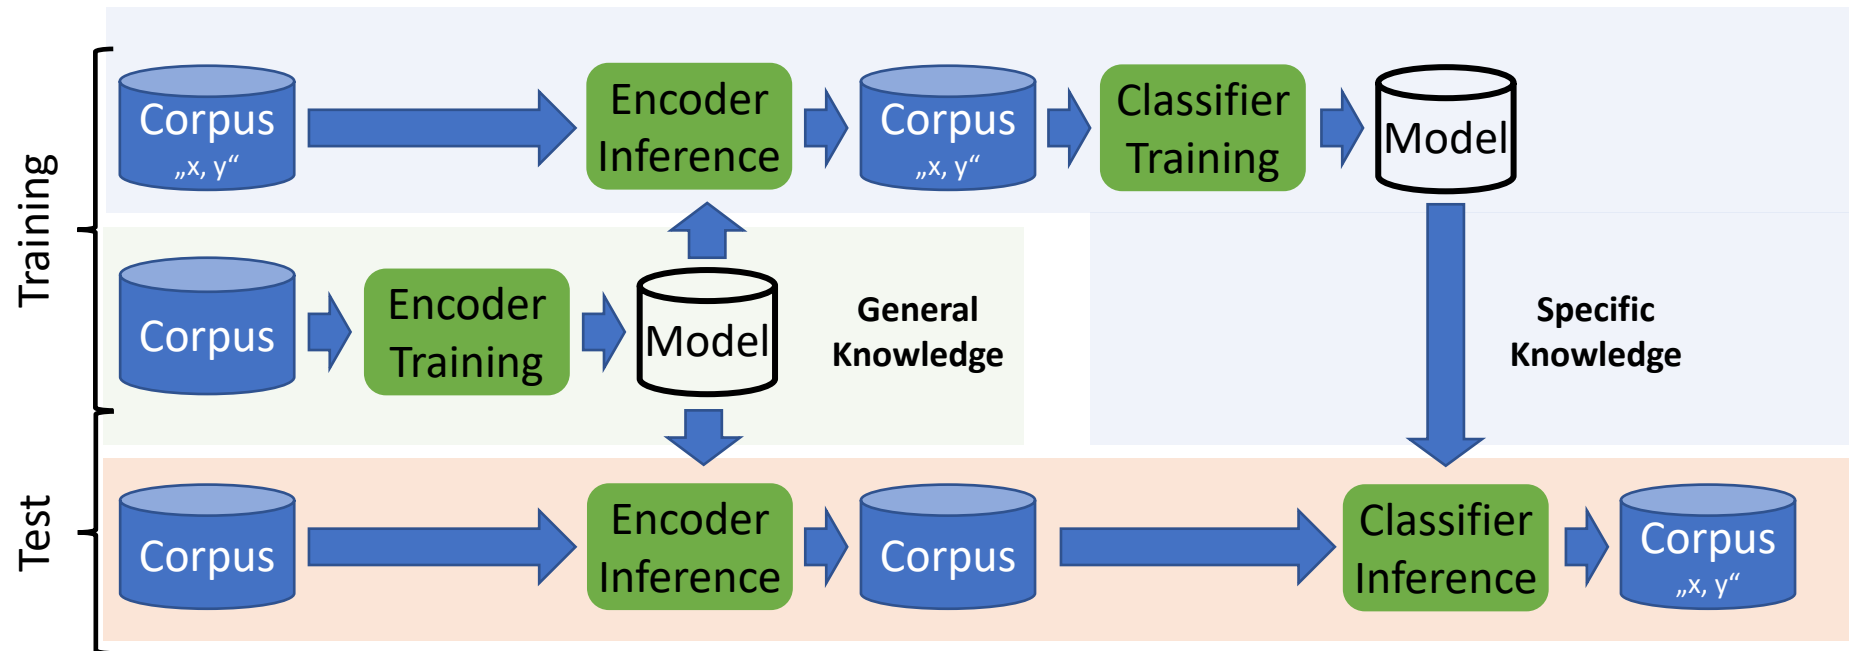 Training
Corpus
„x, y“
Encoder
Inference
Corpus
„x, y“
Classifier
Training
Model
Corpus
Encoder
Training
Model
General
Knowledge
Specific
Knowledge
Test
Corpus
Encoder
Inference
Corpus
Classifier
Inference
Corpus
„x, y“